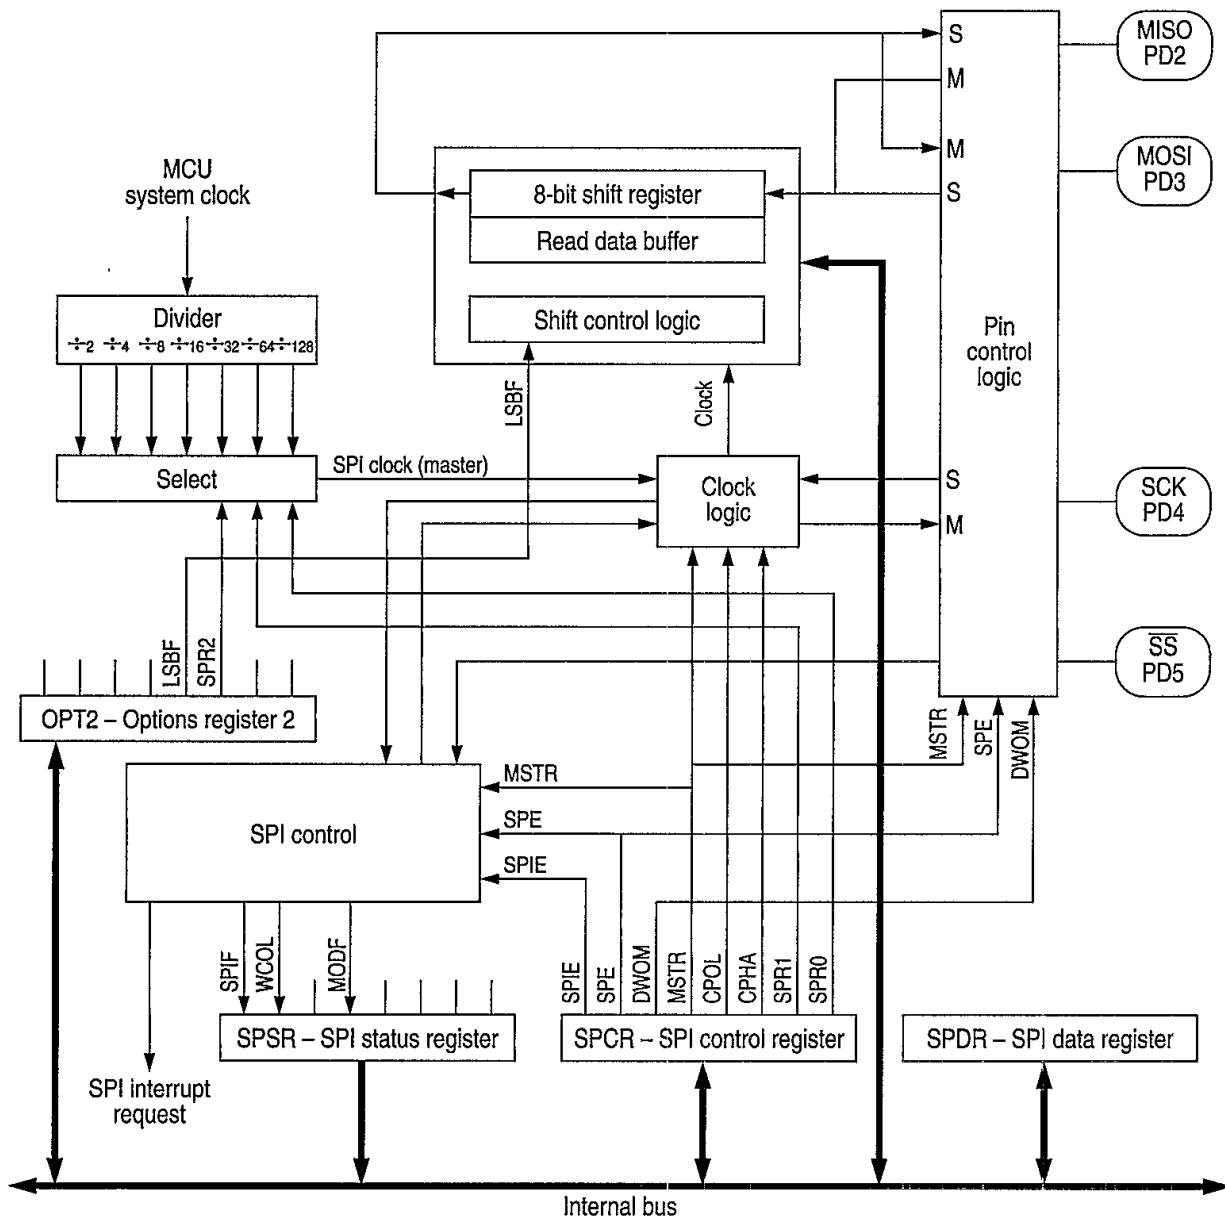 MISO
PD2
S
M
M
S
MOSI
PD3
MCU
system clock
8-bit shift register
Read data buffer
Shift control logic
Divider
÷2 ÷4 ÷8 ÷16 ÷32 ÷64 ÷128
Pin
control
logic
LSBF
Clock
Select
SPI clock (master)
Clock
logic
S
M
SCK
PD4
LSBF
SPR2
SS
PD5
OPT2 – Options register 2
MSTR
SPE
DWOM
MSTR
SPE
SPIE
SPI control
SPIF
WCOL
MODF
SPIE
SPE
DWOM
MSTR
CPOL
CPHA
SPR1
SPR0
SPSR – SPI status register
SPCR – SPI control register
SPDR – SPI data register
SPI interrupt
request
Internal bus